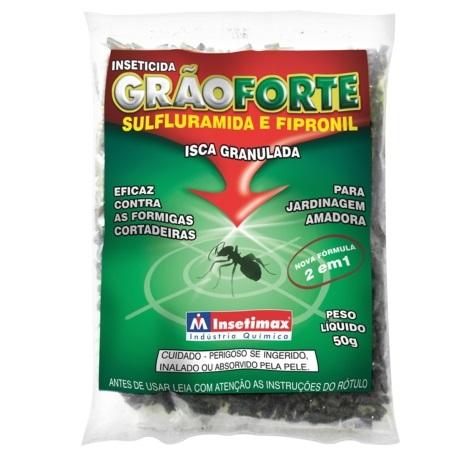 INSETICIDA
GRÃOFORTE
SULFLURAMIDA E FIPRONIL
ISCA GRANULADA
EFICAZ
CONTRA
AS FORMIGAS
CORTADEIRAS
PARA
JARDINAGEM
AMADORA
NOVA FÓRMULA
2 em 1
M Insetimax
Indústria Química
PESO
LÍQUIDO
50g
CUIDADO - PERIGOSO SE INGERIDO,
INALADO OU ABSORVIDO PELA PELE.
ANTES DE USAR LEIA COM ATENÇÃO AS INSTRUÇÕES DO RÓTULO